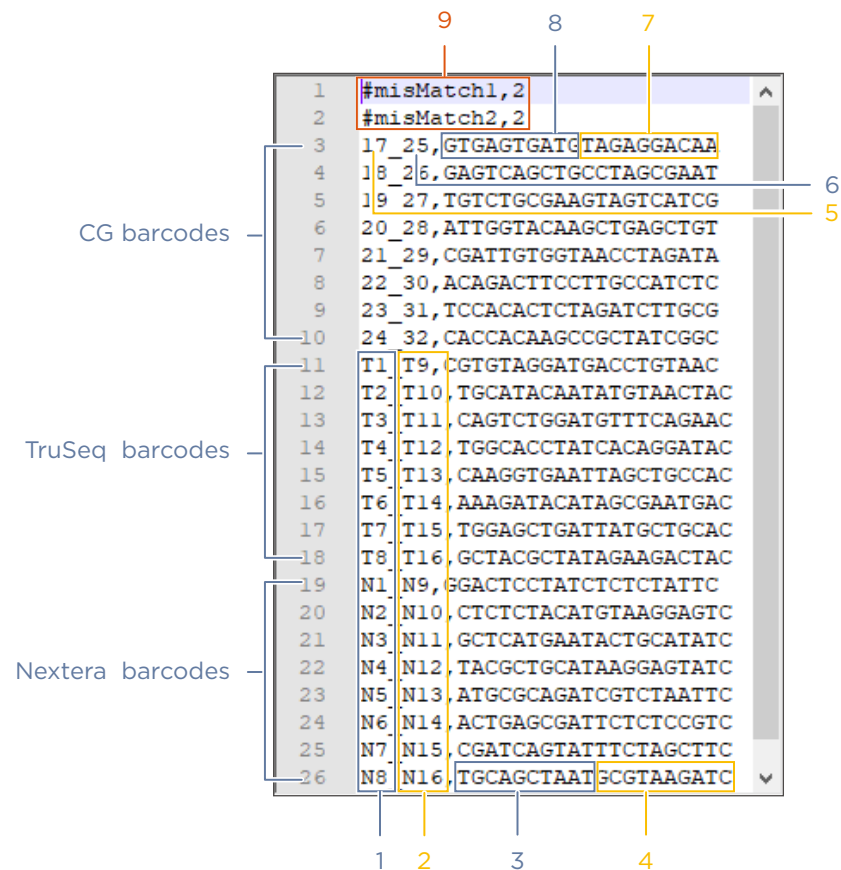 9 8 7
1 #misMatch1,2
2 #misMatch2,2
3 17_25,GTGAGTGATGTAGAGGACAA
4 18_26,GAGTCAGCTGCCTAGCGAAT
6
5 19_27,TGTCTGCGAAGTAGTCATCG
5
CG barcodes
6 20_28,ATTGGTACAAGCTGAGCTGT
7 21_29,CGATTGTGGTAACCTAGATA
8 22_30,ACAGACTTCCTTGCCATCTC
9 23_31,TCCACACTCTAGATCTTGCG
10 24_32,CACCACAAGCCGCTATCGGC
11 T1_T9,CGTGTAGGATGACCTGTAAC
12 T2_T10,TGCATACAATATGTAACTAC
13 T3_T11,CAGTCTGGATGTTTCAGAAC
TruSeq barcodes
14 T4_T12,TGGCACCTATCACAGGATAC
15 T5_T13,CAAGGTGAATTAGCTGCCAC
16 T6_T14,AAAGATACATAGCGAATGAC
17 T7_T15,TGGAGCTGATTATGCTGCAC
18 T8_T16,GCTACGCTATAGAAGACTAC
19 N1_N9,GGACTCCTATCTCTCTATTC
20 N2_N10,CTCTCTACATGTAAGGAGTC
21 N3_N11,GCTCATGAATACTGCATATC
Nextera barcodes
22 N4_N12,TACGCTGCATAAGGAGTATC
23 N5_N13,ATGCGCAGATCGTCTAATTC
24 N6_N14,ACTGAGCGATTCTCTCCGTC
25 N7_N15,CGATCAGTATTTCTAGCTTC
26 N8_N16,TGCAGCTAATGCGTAAGATC
1 2 3 4